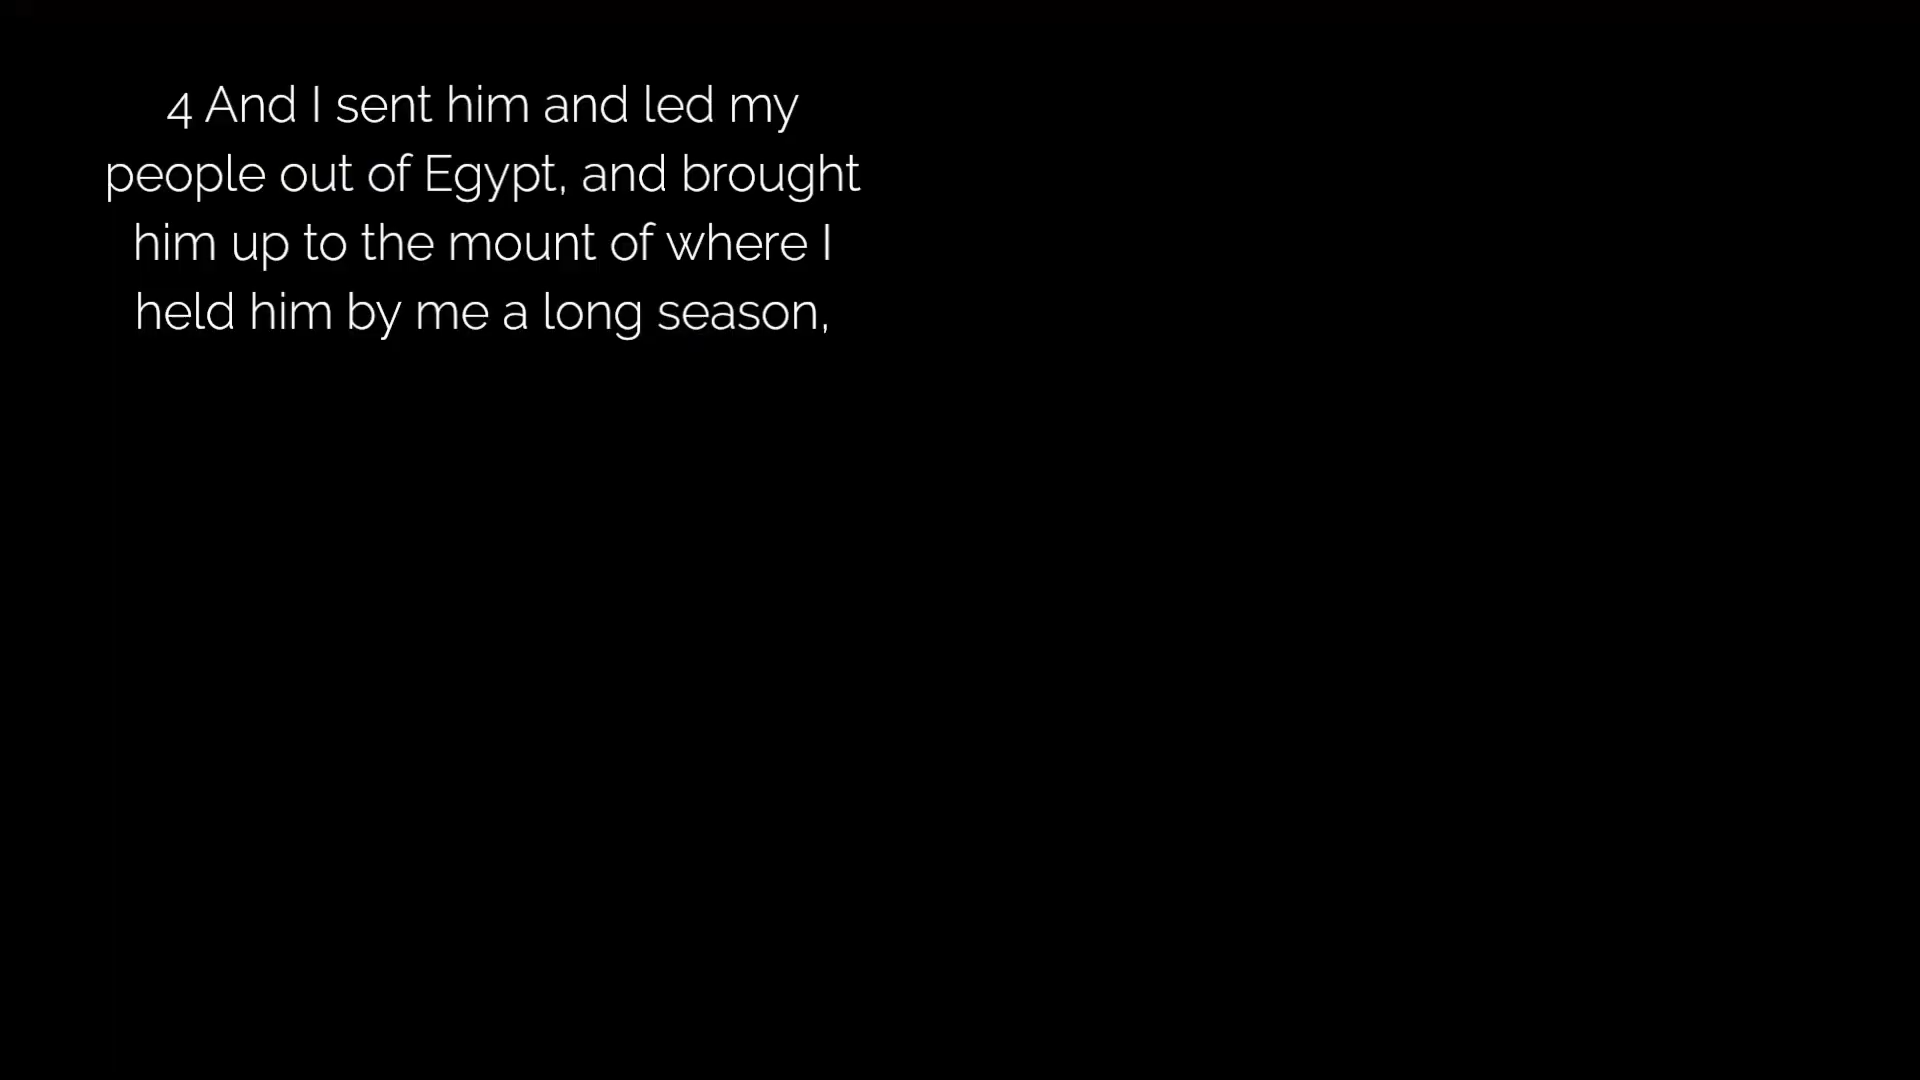 4 And I sent him and led my
people out of Egypt, and brought
him up to the mount of where I
held him by me a long season,